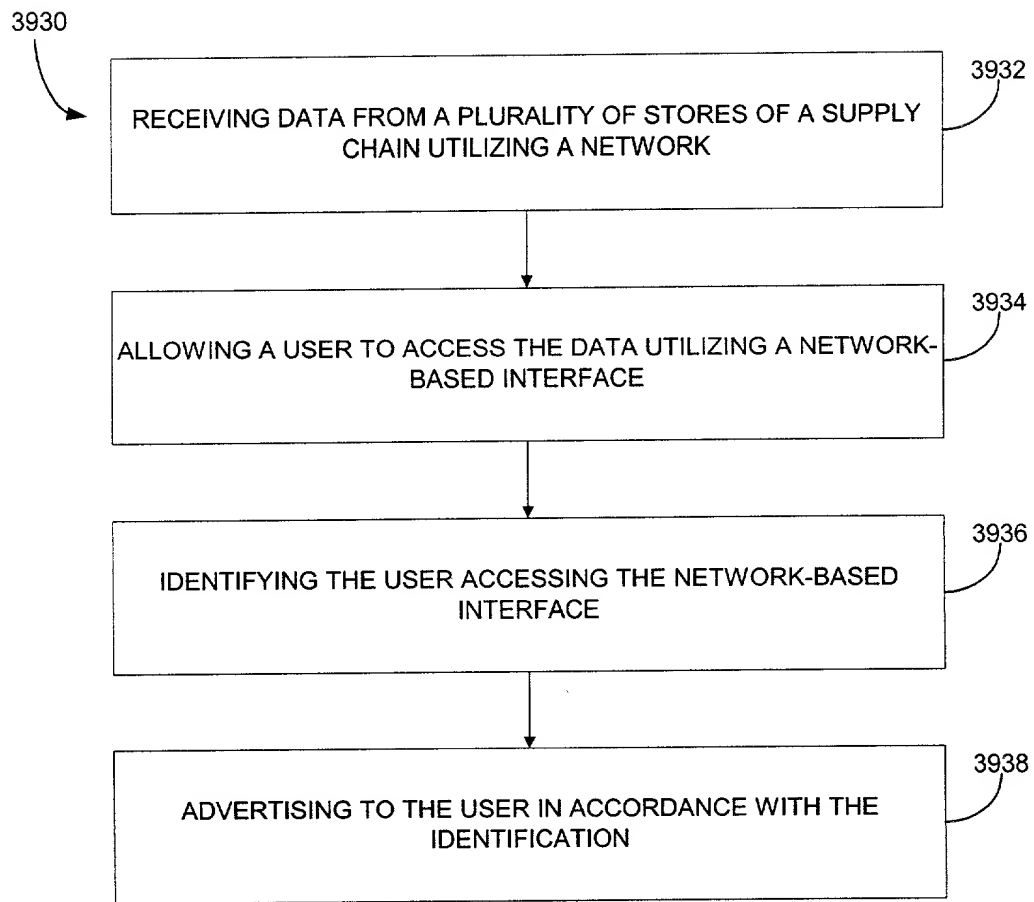 3930
3932
RECEIVING DATA FROM A PLURALITY OF STORES OF A SUPPLY
CHAIN UTILIZING A NETWORK
3934
ALLOWING A USER TO ACCESS THE DATA UTILIZING A NETWORK-
BASED INTERFACE
3936
IDENTIFYING THE USER ACCESSING THE NETWORK-BASED
INTERFACE
3938
ADVERTISING TO THE USER IN ACCORDANCE WITH THE
IDENTIFICATION